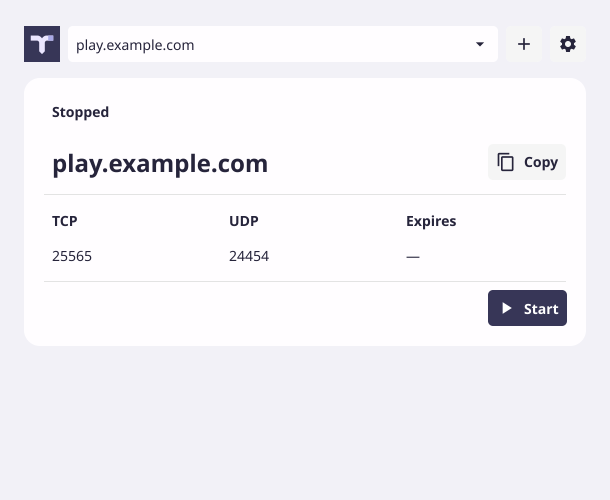 play.example.com
Stopped
play.example.com
Copy
TCP UDP Expires
25565 24454 —
Start